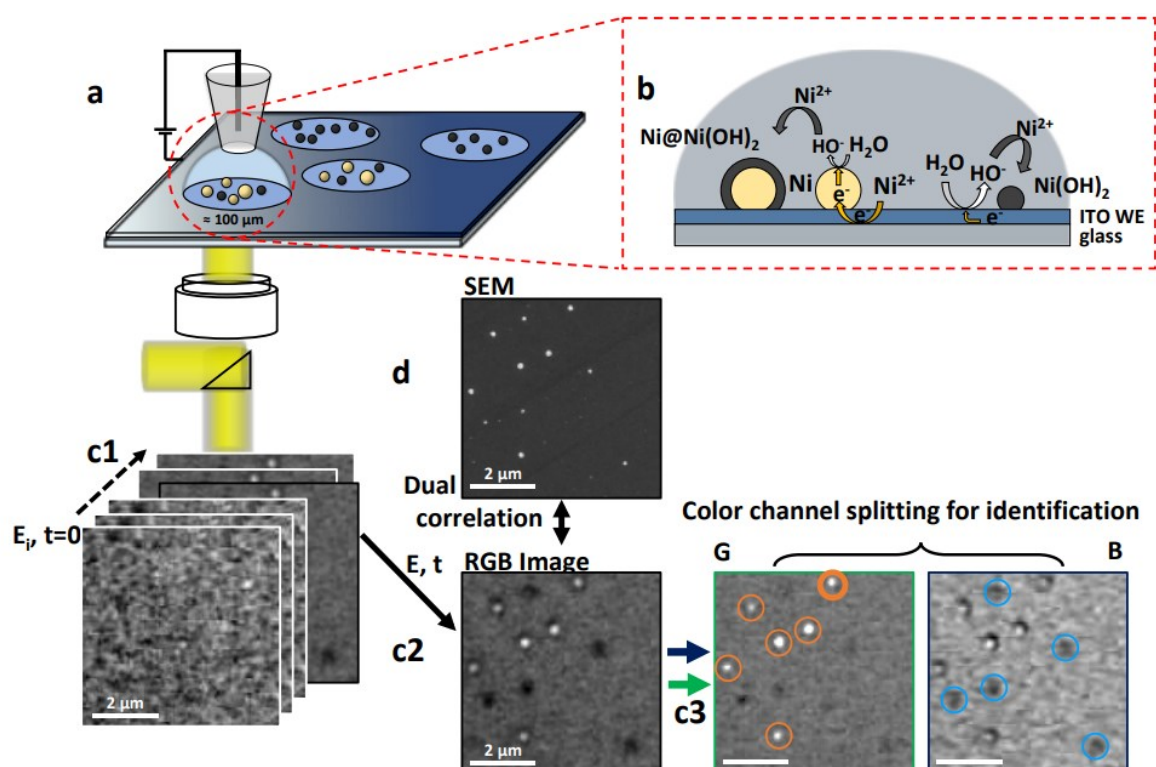 a
≈ 100 µm
b
Ni²⁺
Ni@Ni(OH)₂
HO⁻
H₂O
Ni
e⁻
Ni²⁺
e⁻
H₂O
HO⁻
Ni²⁺
Ni(OH)₂
e⁻
ITO WE
glass
SEM
d
2 µm
Dual
correlation
c1
Eᵢ, t=0
2 µm
E, t
RGB Image
c2
2 µm
Color channel splitting for identification
G
B
c3